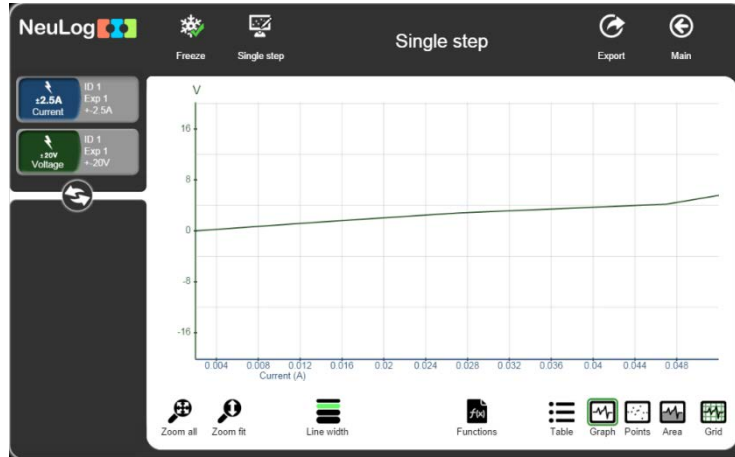 NeuLog
Freeze
Single step
Single step
Export
Main
±2.5A
Current
ID 1
Exp 1
+-2.5A
±20V
Voltage
ID 1
Exp 1
+-20V
V
16
8
0
-8
-16
0.004 0.008 0.012 0.016 0.02 0.024 0.028 0.032 0.036 0.04 0.044 0.048
Current (A)
Zoom all
Zoom fit
Line width
f(x)
Functions
Table
Graph
Points
Area
Grid